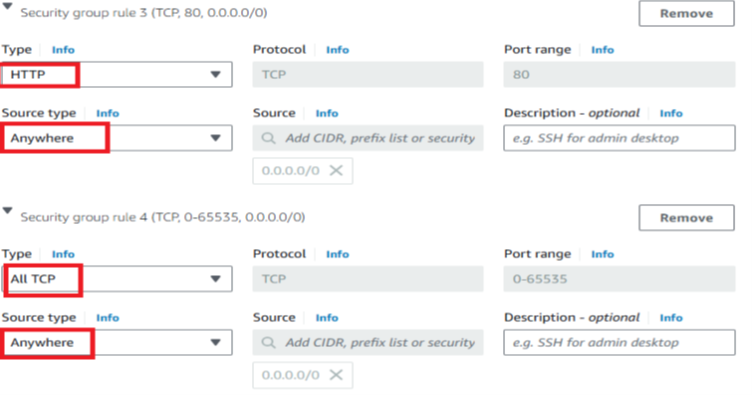 Security group rule 3 (TCP, 80, 0.0.0.0/0)
Remove
Type Info
Protocol Info
Port range Info
HTTP
TCP
80
Source type Info
Source Info
Description - optional Info
Anywhere
Add CIDR, prefix list or security
e.g. SSH for admin desktop
0.0.0.0/0
Security group rule 4 (TCP, 0-65535, 0.0.0.0/0)
Remove
Type Info
Protocol Info
Port range Info
All TCP
TCP
0-65535
Source type Info
Source Info
Description - optional Info
Anywhere
Add CIDR, prefix list or security
e.g. SSH for admin desktop
0.0.0.0/0